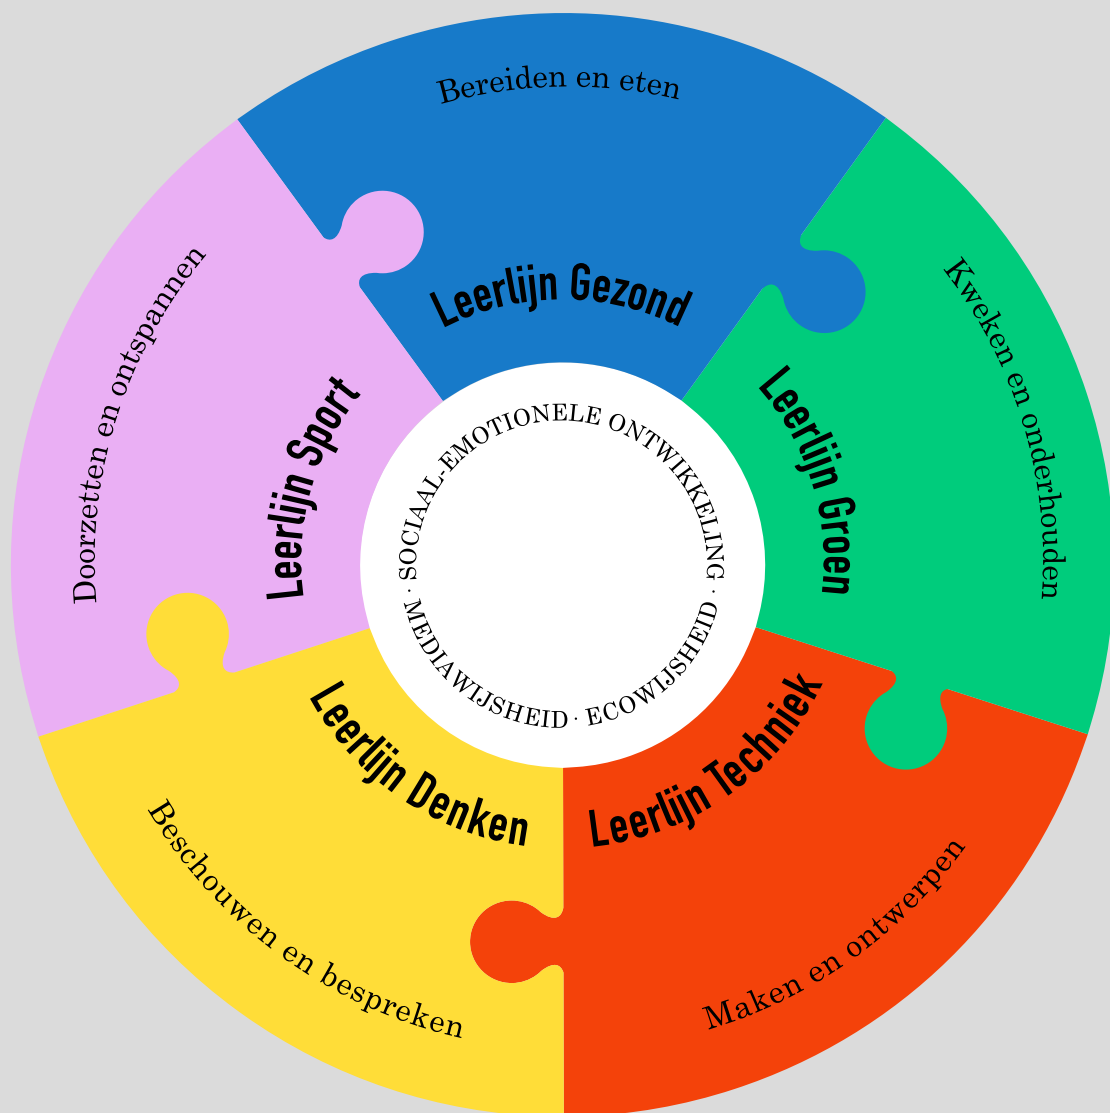 Bereiden en eten
Leerlijn Gezond
Kweken en onderhouden
Leerlijn Groen
Maken en ontwerpen
Leerlijn Techniek
Beschouwen en bespreken
Leerlijn Denken
Doorzetten en ontspannen
Leerlijn Sport
· SOCIAAL-EMOTIONELE ONTWIKKELING · ECOWIJSHEID · MEDIAWIJSHEID